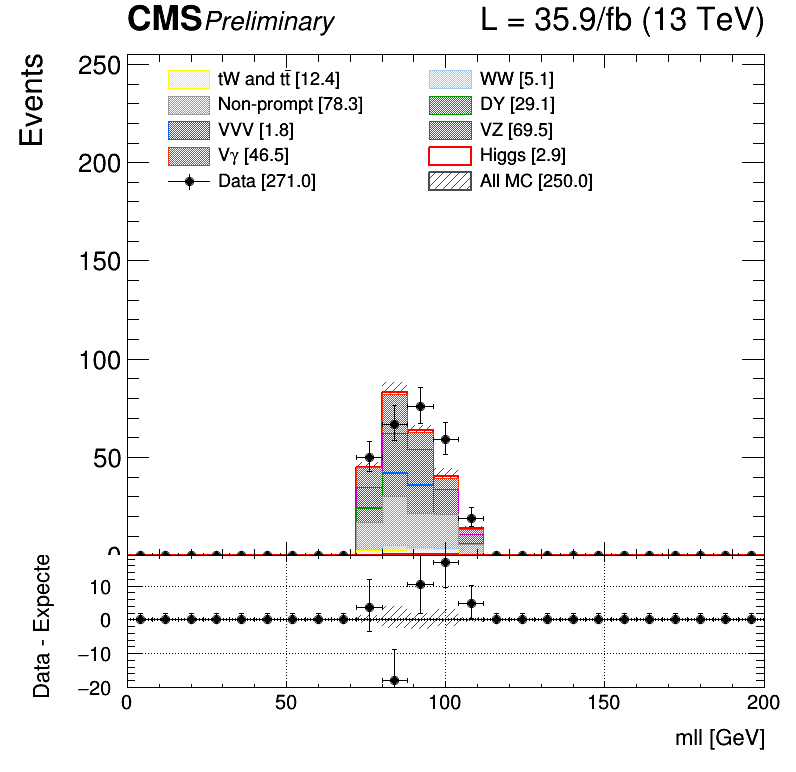 CMS Preliminary L = 35.9/fb (13 TeV)
Events
250
200
150
100
50
0
tW and tt̄ [12.4]
Non-prompt [78.3]
VVV [1.8]
Vγ [46.5]
Data [271.0]
WW [5.1]
DY [29.1]
VZ [69.5]
Higgs [2.9]
All MC [250.0]
Data - Expecte
10
0
−10
−20
0 50 100 150 200
mll [GeV]